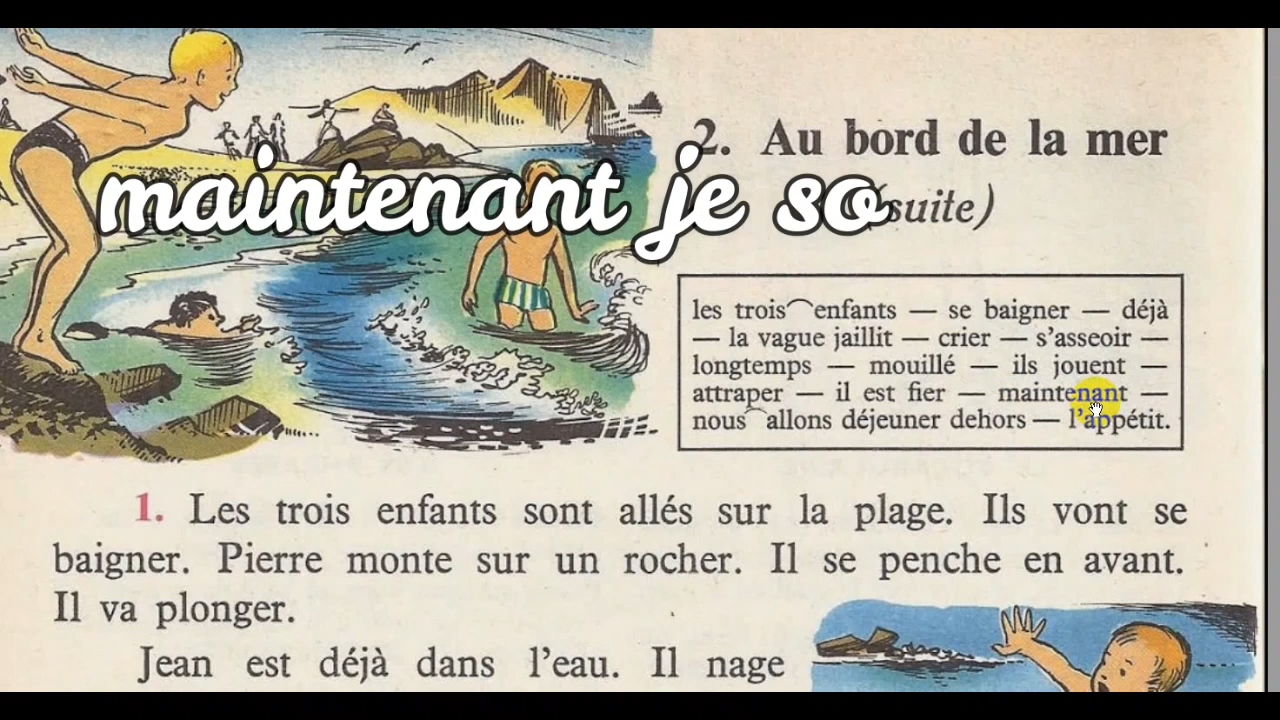 2. Au bord de la mer
maintenant je so
(suite)
les trois enfants — se baigner — déjà
— la vague jaillit — crier — s'asseoir —
longtemps — mouillé — ils jouent —
attraper — il est fier — maintenant —
nous allons déjeuner dehors — l'appétit.
1. Les trois enfants sont allés sur la plage. Ils vont se
baigner. Pierre monte sur un rocher. Il se penche en avant.
Il va plonger.
Jean est déjà dans l'eau. Il nage